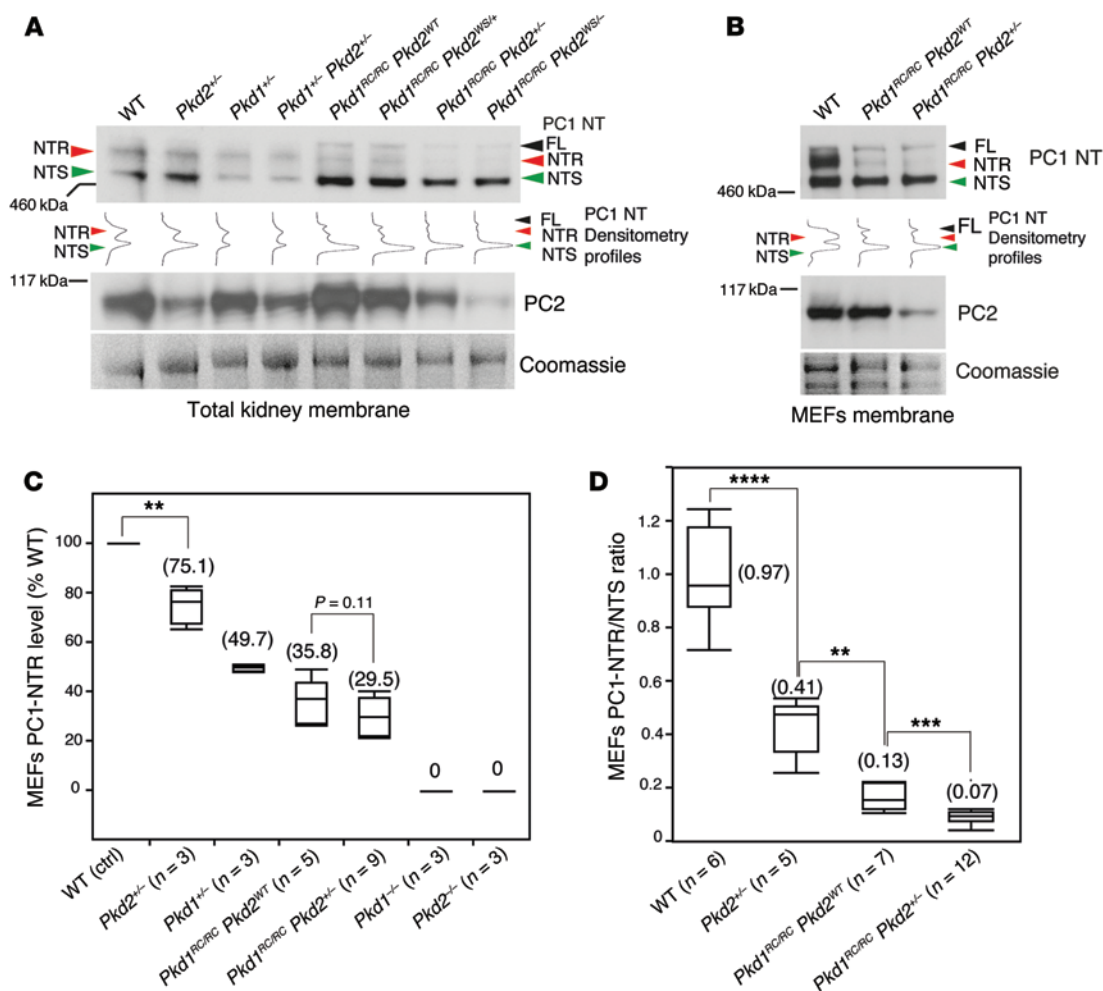 A
WT
Pkd2+/–
Pkd1+/–
Pkd1+/– Pkd2+/–
Pkd1RC/RC Pkd2WT
Pkd1RC/RC Pkd2WS/+
Pkd1RC/RC Pkd2+/–
Pkd1RC/RC Pkd2WS/–
PC1 NT
NTR
NTS
FL
NTR
NTS
460 kDa
NTR
NTS
FL PC1 NT
NTR Densitometry
NTS profiles
117 kDa
PC2
Coomassie
Total kidney membrane
B
WT
Pkd1RC/RC Pkd2WT
Pkd1RC/RC Pkd2+/–
FL
NTR PC1 NT
NTS
460 kDa
NTR
NTS
FL PC1 NT
Densitometry
profiles
117 kDa
PC2
Coomassie
MEFs membrane
C
MEFs PC1-NTR level (% WT)
100
80
60
40
20
0
**
(75.1)
(49.7)
P = 0.11
(35.8)
(29.5)
0
0
WT (ctrl)
Pkd2+/– (n = 3)
Pkd1+/– (n = 3)
Pkd1RC/RC Pkd2WT (n = 5)
Pkd1RC/RC Pkd2+/– (n = 9)
Pkd1–/– (n = 3)
Pkd2–/– (n = 3)
D
MEFs PC1-NTR/NTS ratio
1.2
1.0
0.8
0.6
0.4
0.2
0
****
(0.97)
**
(0.41)
***
(0.13)
(0.07)
WT (n = 6)
Pkd2+/– (n = 5)
Pkd1RC/RC Pkd2WT (n = 7)
Pkd1RC/RC Pkd2+/– (n = 12)